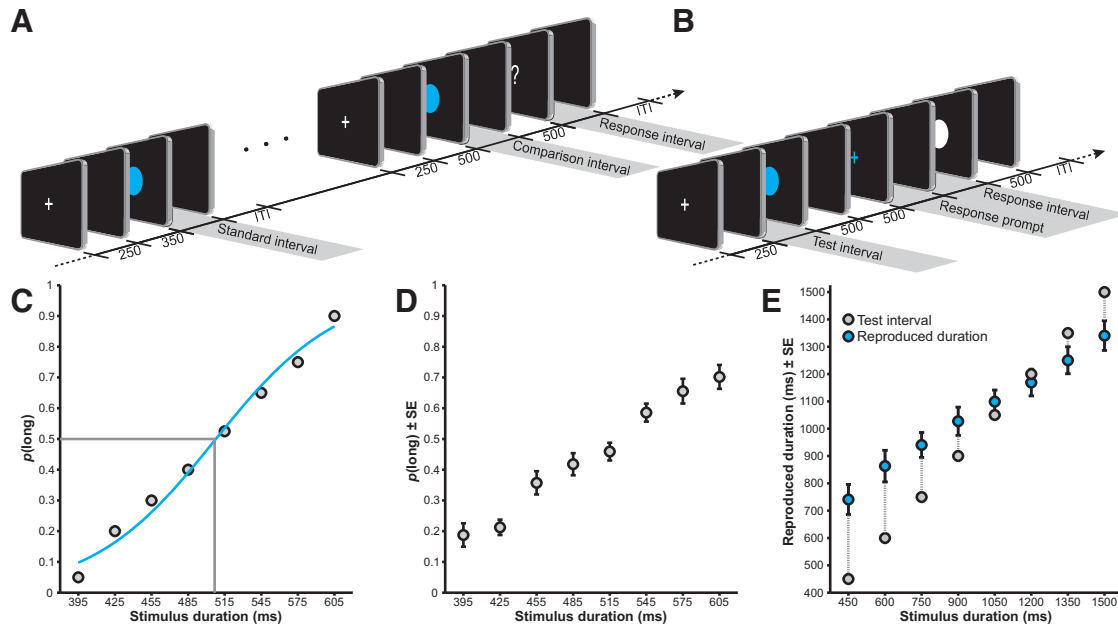 A
250
350
Standard interval
ITI
?
250
500
Comparison interval
500
Response interval
ITI
B
250
Test interval
500
500
Response prompt
Response interval
500
ITI
C
1
0.9
0.8
0.7
0.6
0.5
0.4
0.3
0.2
0.1
0
p(long)
395 425 455 485 515 545 575 605
Stimulus duration (ms)
D
1
0.9
0.8
0.7
0.6
0.5
0.4
0.3
0.2
0.1
0
p(long) ± SE
395 425 455 485 515 545 575 605
Stimulus duration (ms)
E
Test interval
Reproduced duration
1500
1400
1300
1200
1100
1000
900
800
700
600
500
400
Reproduced duration (ms) ± SE
450 600 750 900 1050 1200 1350 1500
Stimulus duration (ms)